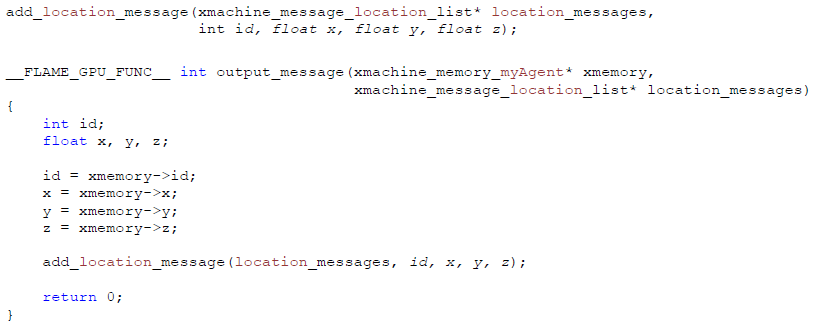 add_location_message(xmachine_message_location_list* location_messages,
                     int id, float x, float y, float z);

__FLAME_GPU_FUNC__ int output_message(xmachine_memory_myAgent* xmemory,
                                      xmachine_message_location_list* location_messages)
{
    int id;
    float x, y, z;

    id = xmemory->id;
    x = xmemory->x;
    y = xmemory->y;
    z = xmemory->z;

    add_location_message(location_messages, id, x, y, z);

    return 0;
}